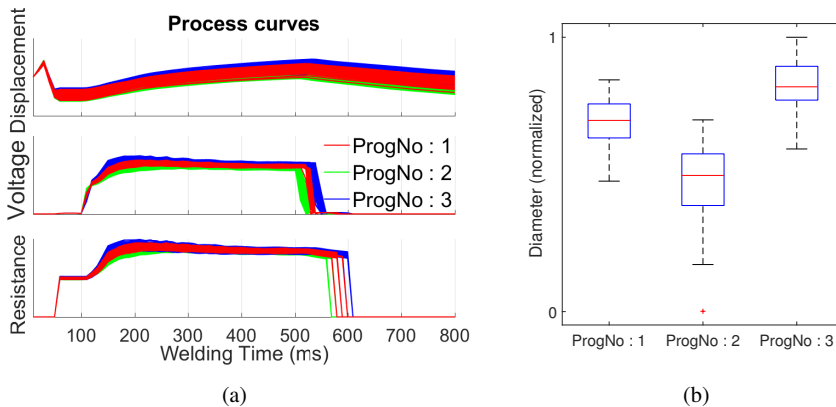 Process curves
Displacement
Voltage
ProgNo : 1
ProgNo : 2
ProgNo : 3
Resistance
100 200 300 400 500 600 700 800
Welding Time (ms)
(a)
1
Diameter (normalized)
0
ProgNo : 1 ProgNo : 2 ProgNo : 3
(b)